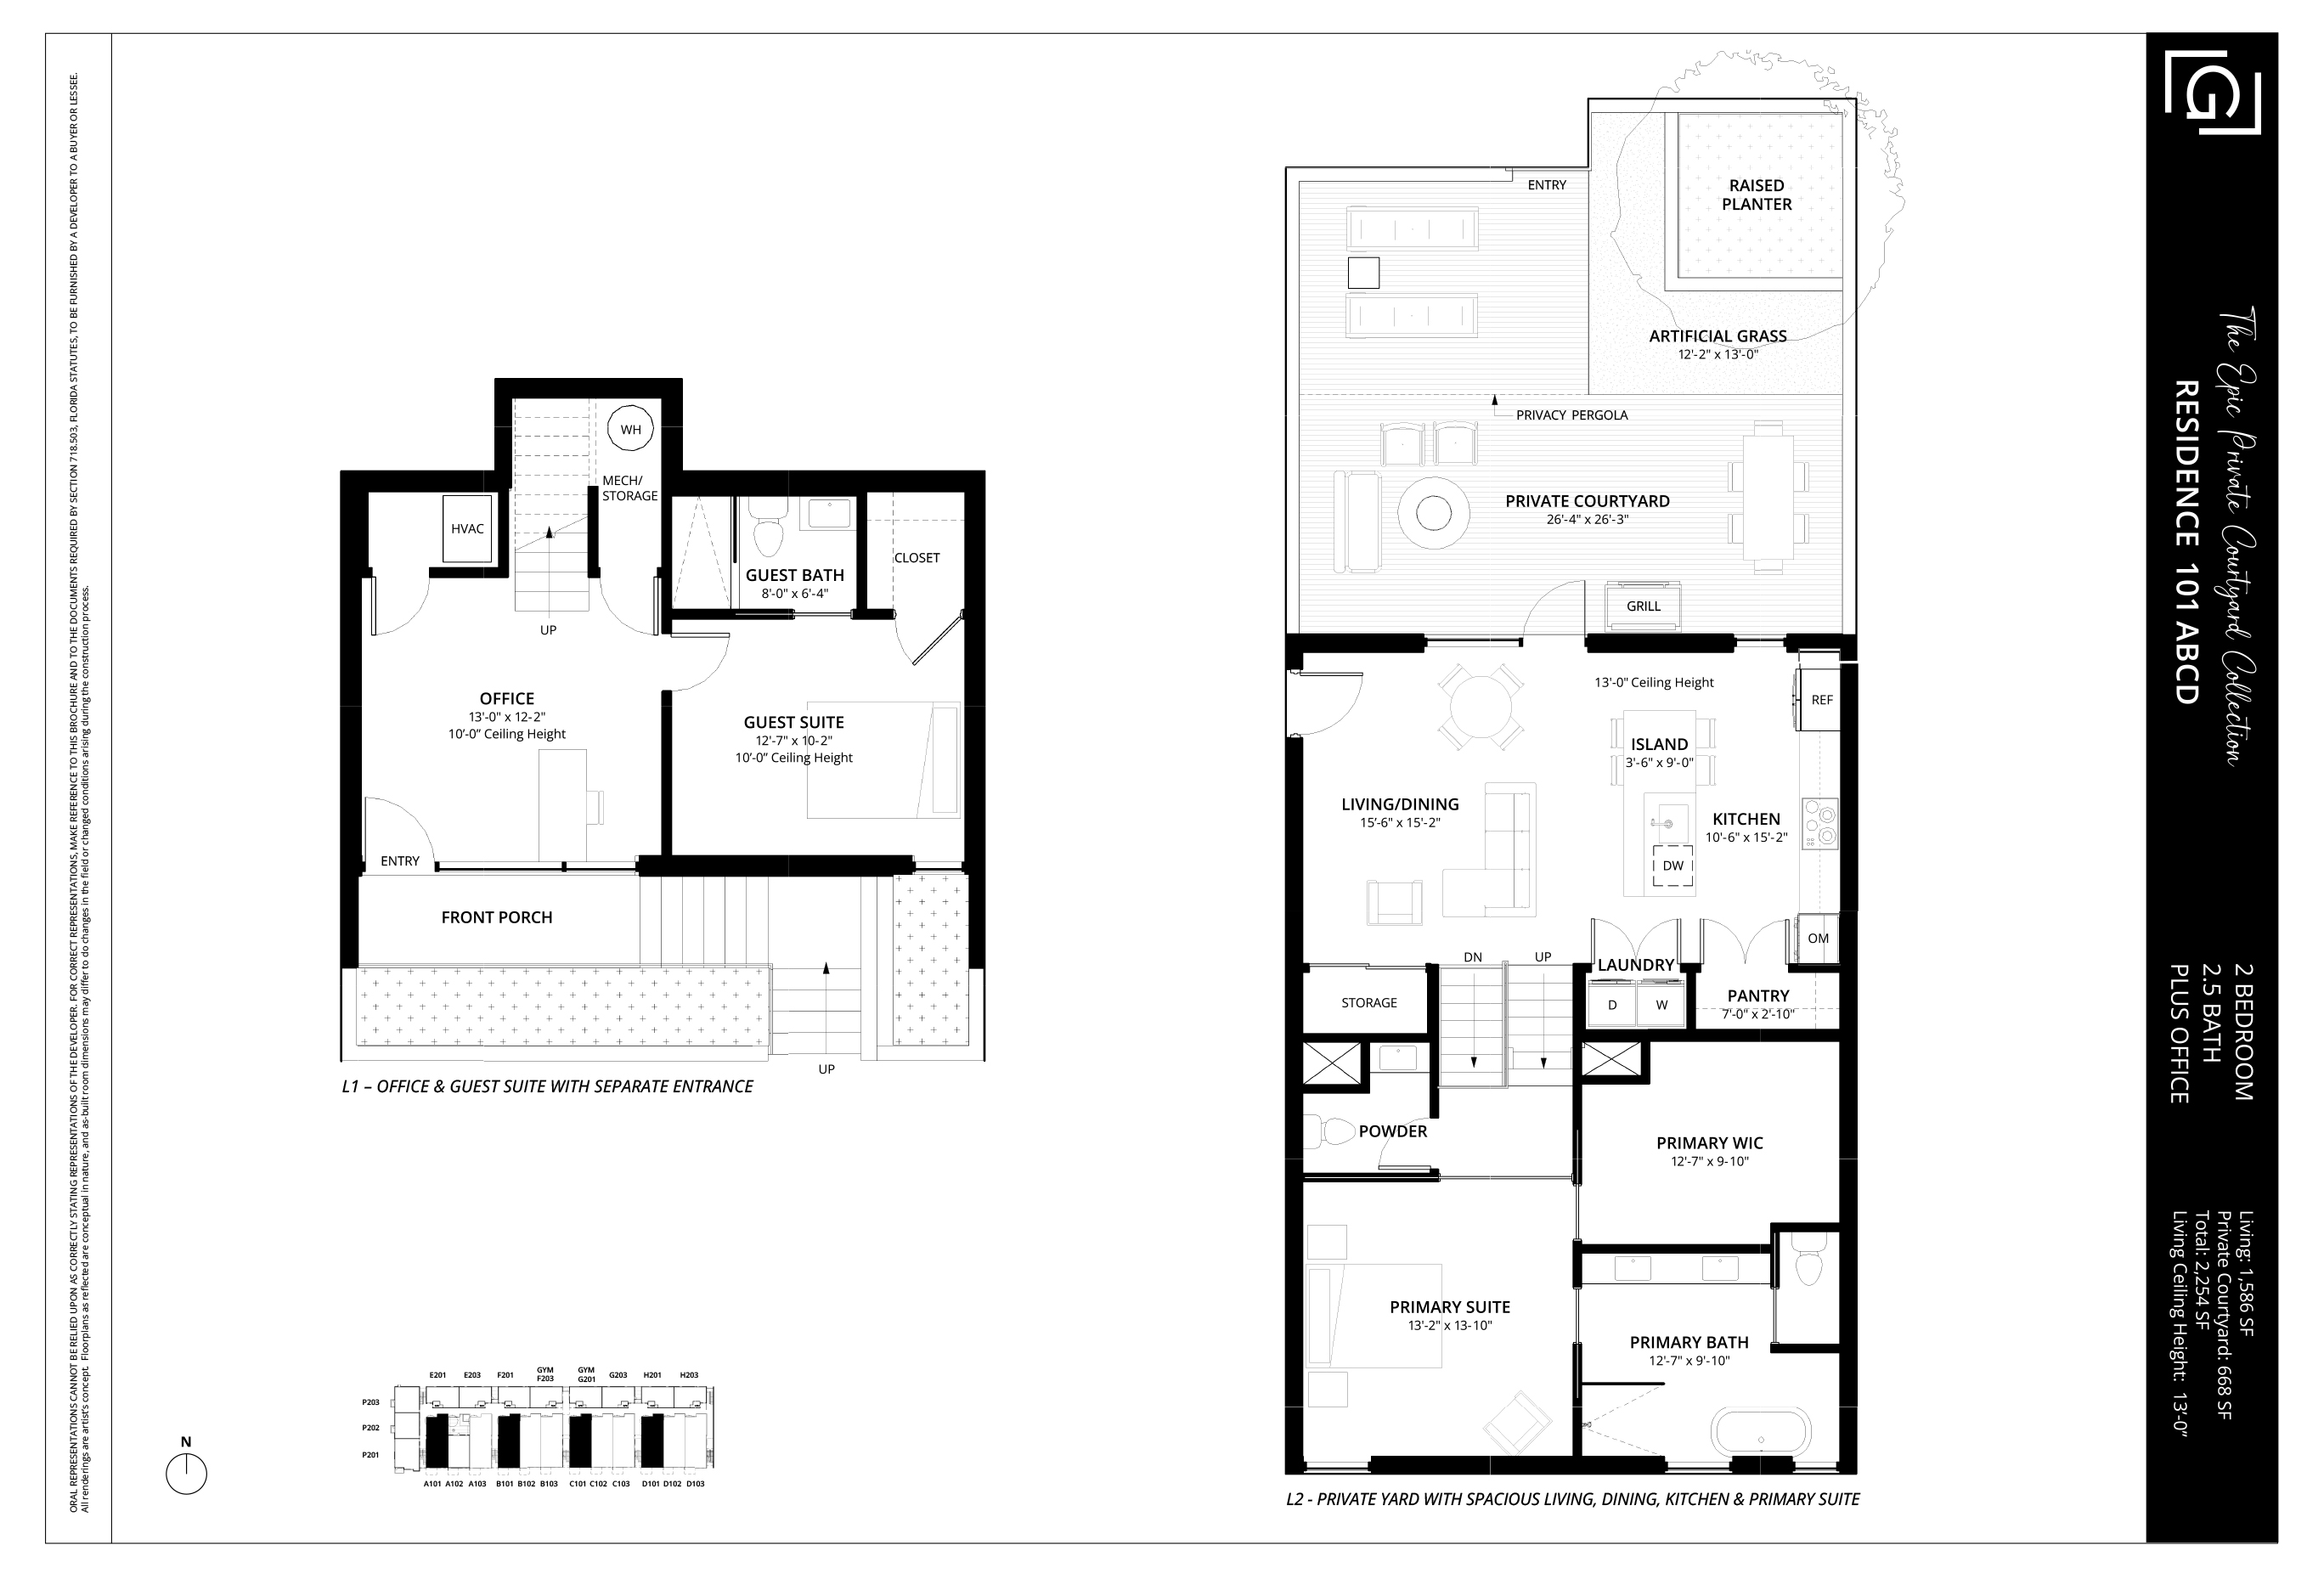 ORAL REPRESENTATIONS CANNOT BE RELIED UPON AS CORRECTLY STATING REPRESENTATIONS OF THE DEVELOPER. FOR CORRECT REPRESENTATIONS, MAKE REFERENCE TO THIS BROCHURE AND TO THE DOCUMENTS REQUIRED BY SECTION 718.503, FLORIDA STATUTES, TO BE FURNISHED BY A DEVELOPER TO A BUYER OR LESSEE.
All renderings are artist's concept. Floorplans as reflected are conceptual in nature, and as-built room dimensions may differ to do changes in the field or changed conditions arising during the construction process.
WH
MECH/
STORAGE
HVAC
CLOSET
GUEST BATH
8'-0" x 6'-4"
UP
OFFICE
13'-0" x 12-2"
10'-0" Ceiling Height
GUEST SUITE
12'-7" x 10-2"
10'-0" Ceiling Height
ENTRY
FRONT PORCH
UP
L1 – OFFICE & GUEST SUITE WITH SEPARATE ENTRANCE
N
E201
E203
F201
GYM
F203
GYM
G201
G203
H201
H203
P203
P202
P201
A101
A102
A103
B101
B102
B103
C101
C102
C103
D101
D102
D103
ENTRY
RAISED
PLANTER
ARTIFICIAL GRASS
12'-2" x 13'-0"
PRIVACY PERGOLA
PRIVATE COURTYARD
26'-4" x 26'-3"
GRILL
13'-0" Ceiling Height
REF
ISLAND
3'-6" x 9'-0"
LIVING/DINING
15'-6" x 15'-2"
KITCHEN
10'-6" x 15'-2"
DW
OM
DN
UP
LAUNDRY
STORAGE
D
W
PANTRY
7'-0" x 2'-10"
POWDER
PRIMARY WIC
12'-7" x 9-10"
PRIMARY SUITE
13'-2" x 13-10"
PRIMARY BATH
12'-7" x 9'-10"
L2 - PRIVATE YARD WITH SPACIOUS LIVING, DINING, KITCHEN & PRIMARY SUITE
G
The Epic Private Courtyard Collection
RESIDENCE 101 ABCD
2 BEDROOM
2.5 BATH
PLUS OFFICE
Living: 1,586 SF
Private Courtyard: 668 SF
Total: 2,254 SF
Living Ceiling Height: 13'-0"